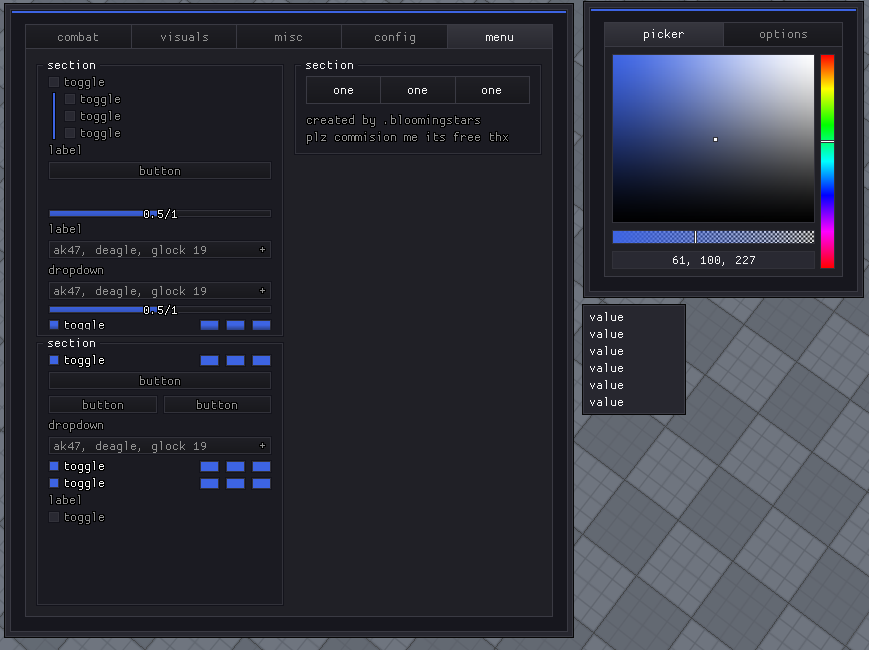 combat visuals misc config menu
section
toggle
toggle
toggle
toggle
label
button
0.5/1
label
ak47, deagle, glock 19 +
dropdown
ak47, deagle, glock 19 +
0.5/1
toggle
section
toggle
button
button button
dropdown
ak47, deagle, glock 19 +
toggle
toggle
label
toggle
section
one one one
created by .bloomingstars
plz commision me its free thx
picker options
61, 100, 227
value
value
value
value
value
value